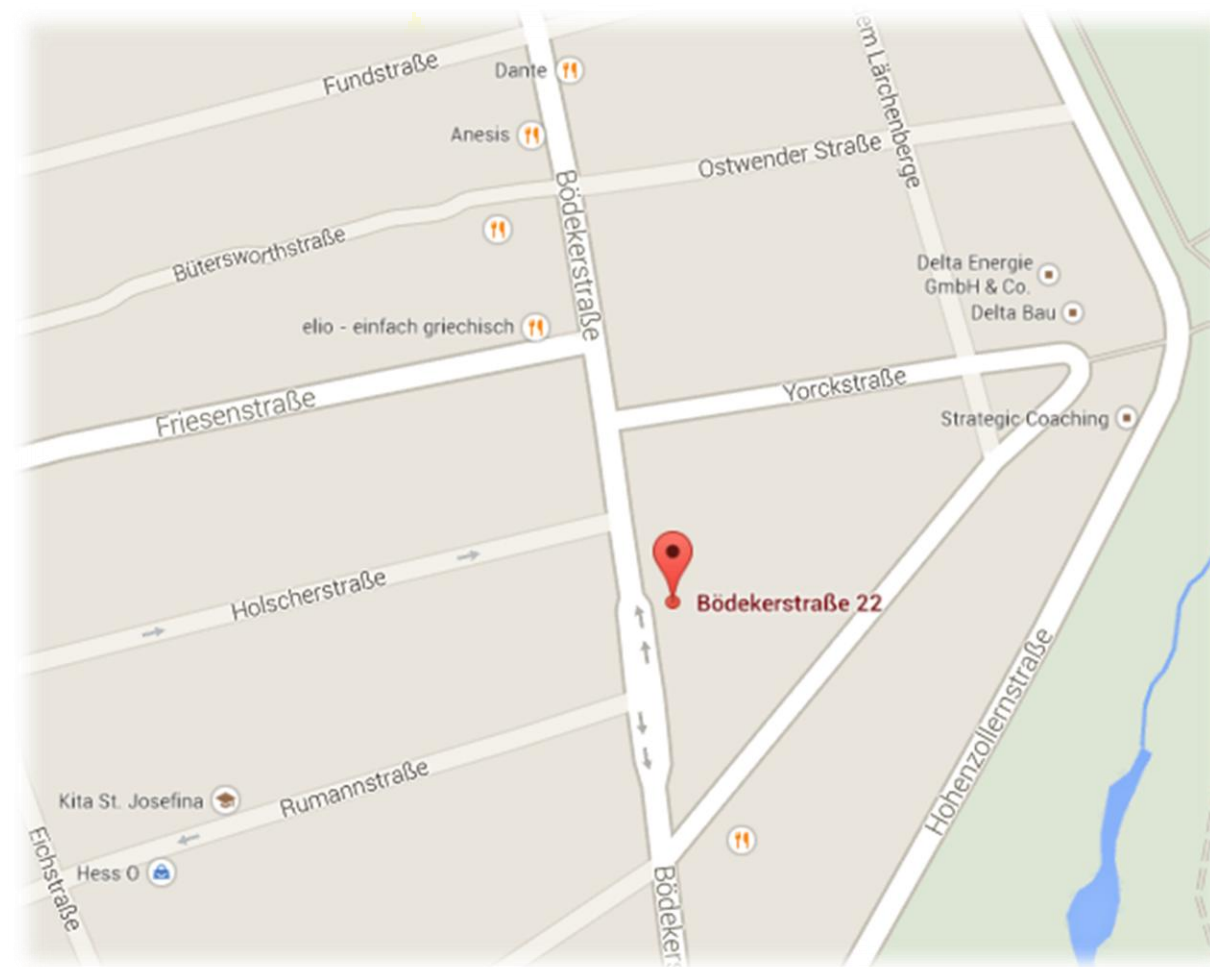 Fundstraße
Dante
em Lärchenberge
Anesis
Ostwender Straße
Bödekerstraße
Bütersworthstraße
Delta Energie
GmbH & Co.
Delta Bau
elio - einfach griechisch
Yorckstraße
Friesenstraße
Strategic Coaching
Holscherstraße
Bödekerstraße 22
Hohenzollernstraße
Rumannstraße
Kita St. Josefina
Eichstraße
Hess O
Bödekers